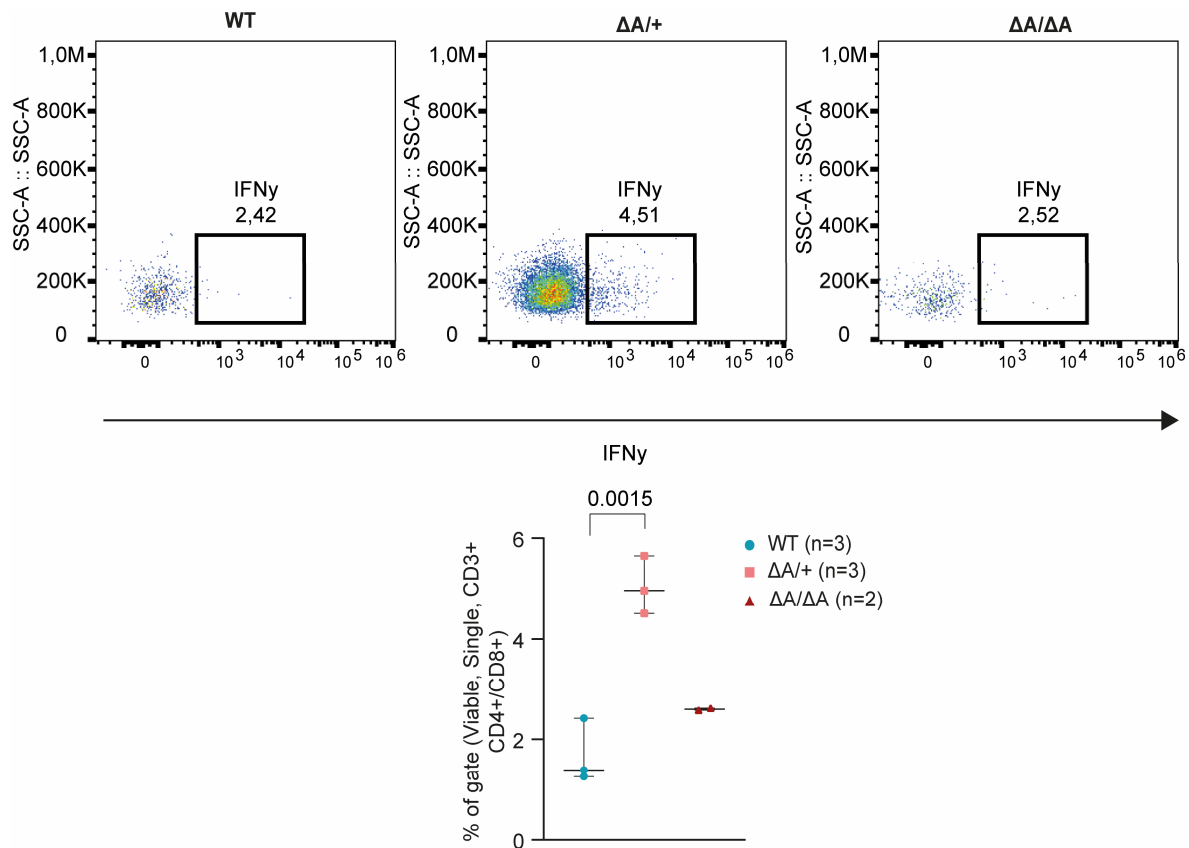 WT
ΔA/+
ΔA/ΔA
SSC-A :: SSC-A
1,0M
800K
600K
400K
200K
0
IFNy
2,42
0 10^3 10^4 10^5 10^6
SSC-A :: SSC-A
1,0M
800K
600K
400K
200K
0
IFNy
4,51
0 10^3 10^4 10^5 10^6
SSC-A :: SSC-A
1,0M
800K
600K
400K
200K
0
IFNy
2,52
0 10^3 10^4 10^5 10^6
IFNy
0.0015
% of gate (Viable, Single, CD3+
CD4+/CD8+)
6
4
2
0
WT (n=3)
ΔA/+ (n=3)
ΔA/ΔA (n=2)